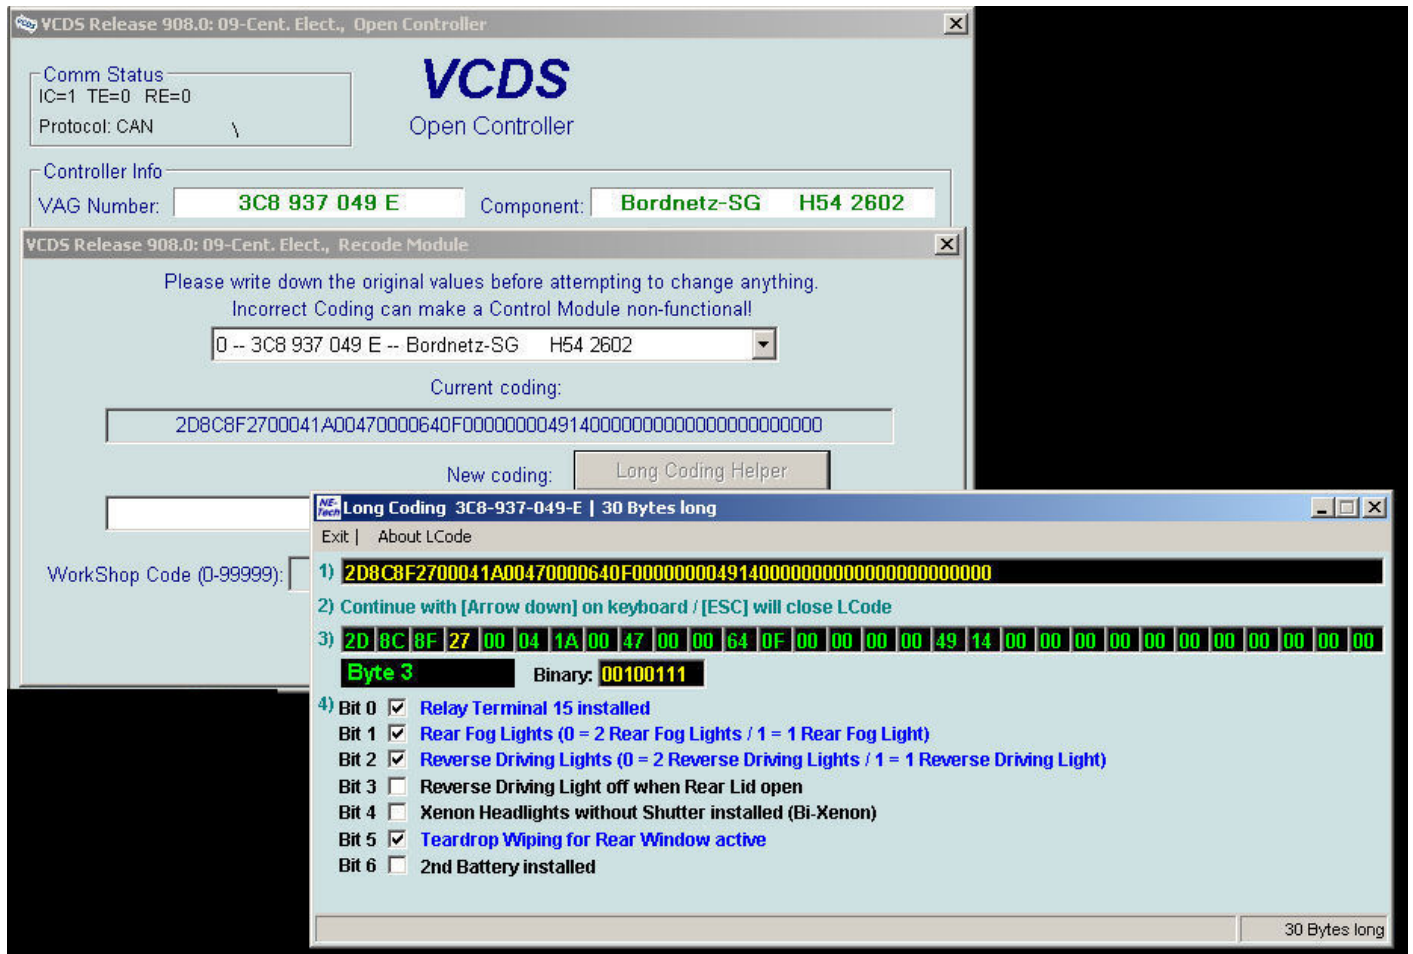 VCDS Release 908.0: 09-Cent. Elect., Open Controller
Comm Status
IC=1 TE=0 RE=0
Protocol: CAN \
VCDS
Open Controller
Controller Info
VAG Number: 3C8 937 049 E Component: Bordnetz-SG H54 2602
VCDS Release 908.0: 09-Cent. Elect., Recode Module
Please write down the original values before attempting to change anything.
Incorrect Coding can make a Control Module non-functional!
0 -- 3C8 937 049 E -- Bordnetz-SG H54 2602
Current coding:
2D8C8F2700041A00470000640F00000000491400000000000000000000000
New coding: Long Coding Helper
WorkShop Code (0-99999):
NE-Tech Long Coding 3C8-937-049-E | 30 Bytes long
Exit | About LCode
1) 2D8C8F2700041A00470000640F0000000049140000000000000000000000
2) Continue with [Arrow down] on keyboard / [ESC] will close LCode
3) 2D 8C 8F 27 00 04 1A 00 47 00 00 64 0F 00 00 00 00 49 14 00 00 00 00 00 00 00 00 00 00 00
Byte 3 Binary: 00100111
4) Bit 0 Relay Terminal 15 installed
Bit 1 Rear Fog Lights (0 = 2 Rear Fog Lights / 1 = 1 Rear Fog Light)
Bit 2 Reverse Driving Lights (0 = 2 Reverse Driving Lights / 1 = 1 Reverse Driving Light)
Bit 3 Reverse Driving Light off when Rear Lid open
Bit 4 Xenon Headlights without Shutter installed (Bi-Xenon)
Bit 5 Teardrop Wiping for Rear Window active
Bit 6 2nd Battery installed
30 Bytes long